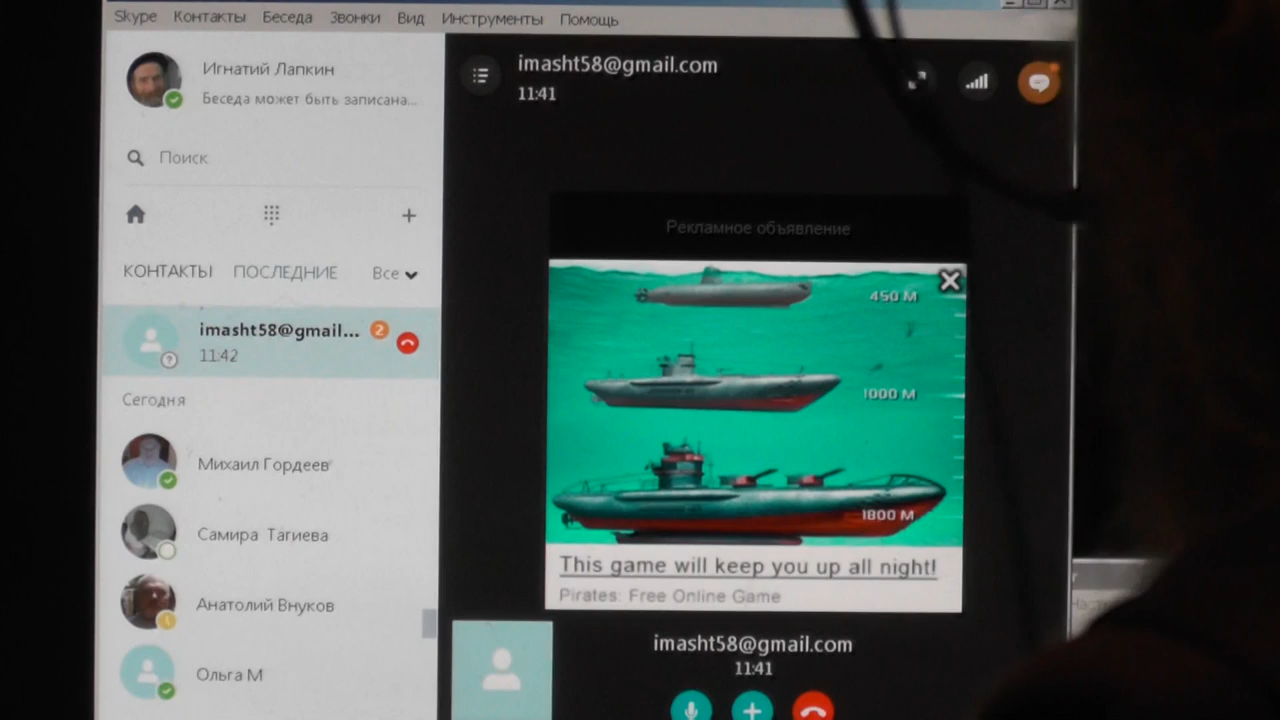 Skype Контакты Беседа Звонки Вид Инструменты Помощь
Игнатий Лапкин
Беседа может быть записана...
Поиск
КОНТАКТЫ ПОСЛЕДНИЕ Все
imasht58@gmail... 2
11:42
Сегодня
Михаил Гордеев
Самира Тагиева
Анатолий Внуков
Ольга М
imasht58@gmail.com
11:41
Рекламное объявление
450 M
1000 M
1800 M
This game will keep you up all night!
Pirates: Free Online Game
imasht58@gmail.com
11:41